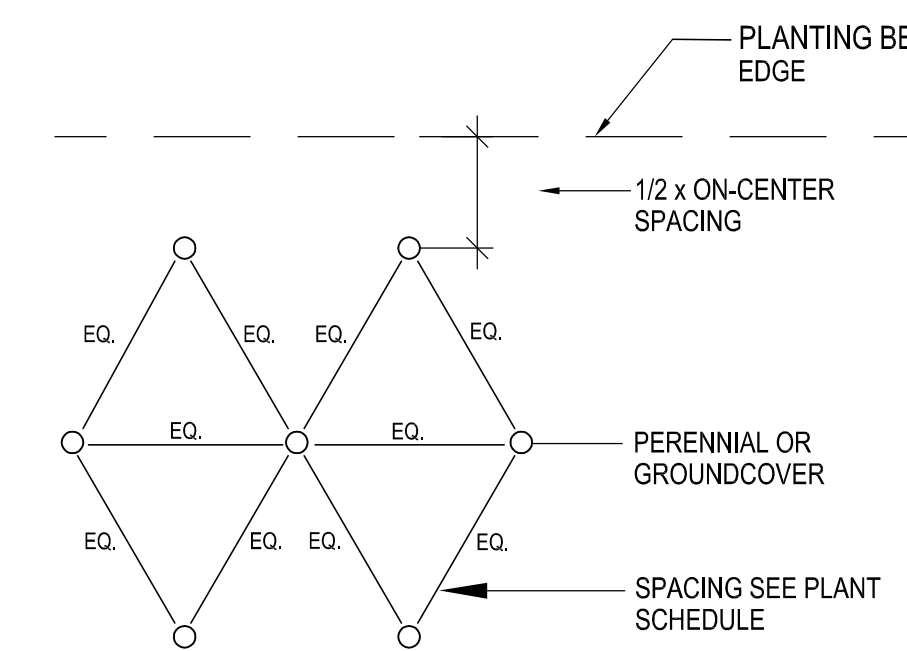 PLANTING BE
EDGE
1/2 x ON-CENTER
SPACING
EQ.
EQ.
EQ.
EQ.
EQ.
EQ.
PERENNIAL OR
GROUNDCOVER
EQ.
EQ.
EQ.
EQ.
SPACING SEE PLANT
SCHEDULE